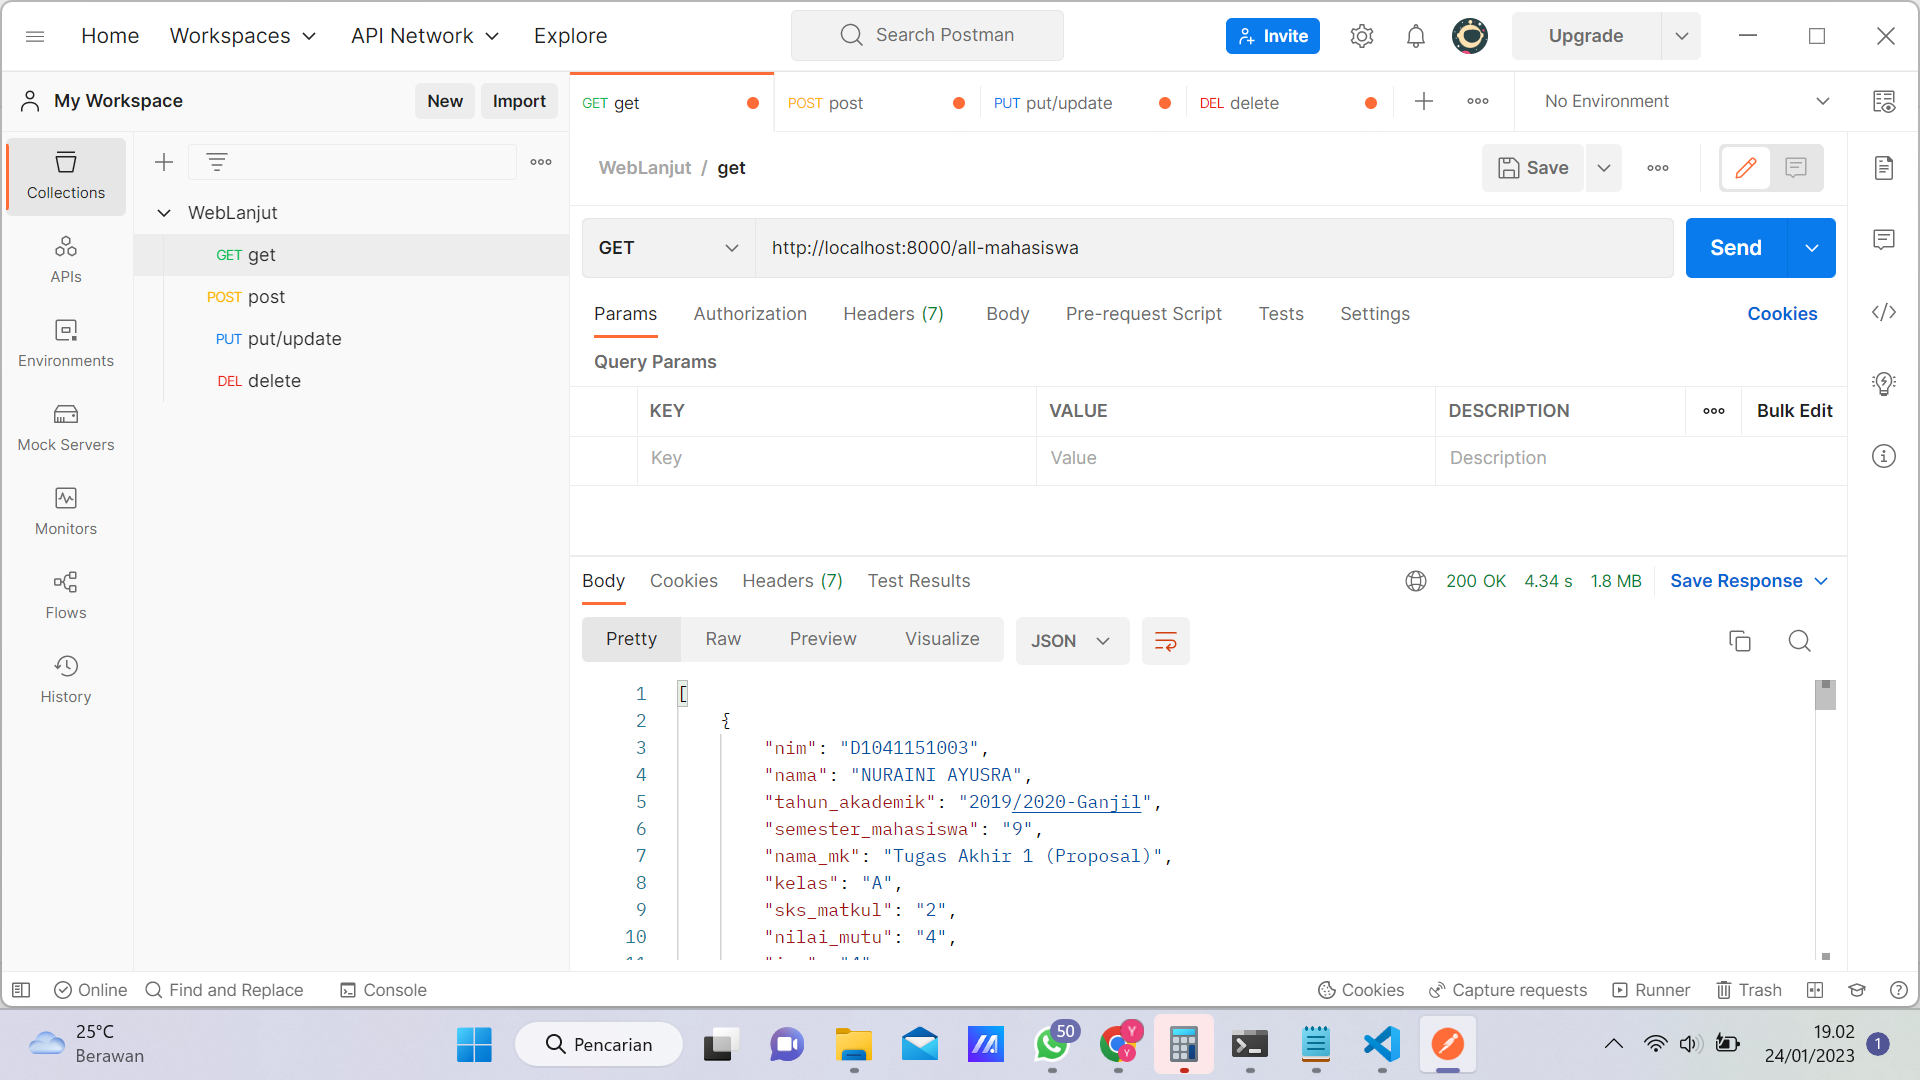 Home Workspaces API Network Explore Search Postman Invite Upgrade
My Workspace New Import
GET get POST post PUT put/update DEL delete No Environment
Collections
APIs
Environments
Mock Servers
Monitors
Flows
History
WebLanjut
GET get
POST post
PUT put/update
DEL delete
WebLanjut / get Save
GET http://localhost:8000/all-mahasiswa Send
Params Authorization Headers (7) Body Pre-request Script Tests Settings Cookies
Query Params
KEY VALUE DESCRIPTION Bulk Edit
Key Value Description
Body Cookies Headers (7) Test Results 200 OK 4.34 s 1.8 MB Save Response
Pretty Raw Preview Visualize JSON
1 [
2 {
3 "nim": "D1041151003",
4 "nama": "NURAINI AYUSRA",
5 "tahun_akademik": "2019/2020-Ganjil",
6 "semester_mahasiswa": "9",
7 "nama_mk": "Tugas Akhir 1 (Proposal)",
8 "kelas": "A",
9 "sks_matkul": "2",
10 "nilai_mutu": "4",
Online Find and Replace Console Cookies Capture requests Runner Trash
25°C
Berawan
Pencarian
50
Y
Y
19.02
24/01/2023
1